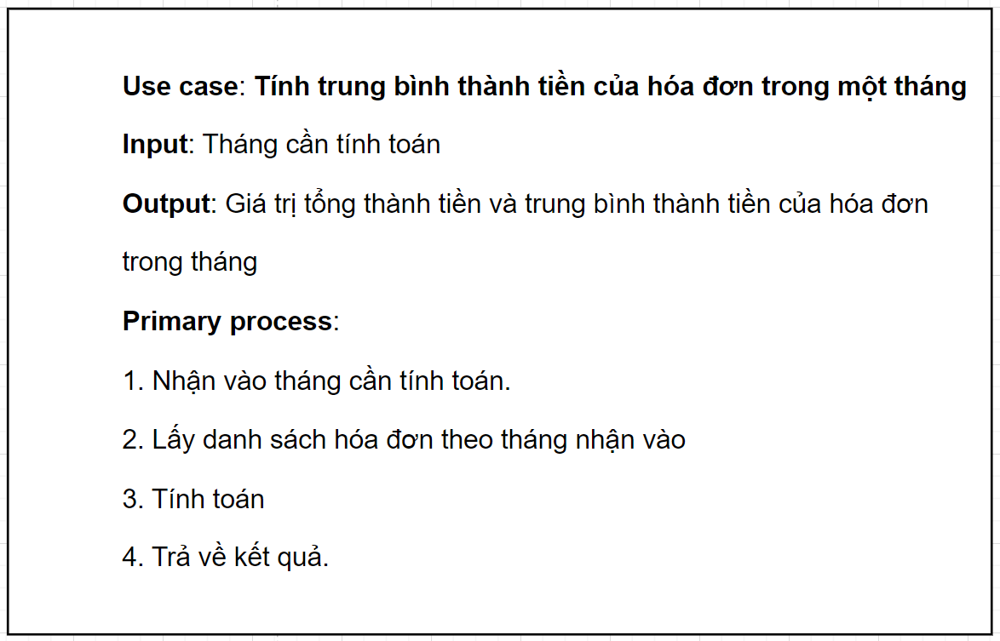 Use case: Tính trung bình thành tiền của hóa đơn trong một tháng
Input: Tháng cần tính toán
Output: Giá trị tổng thành tiền và trung bình thành tiền của hóa đơn
trong tháng
Primary process:
1. Nhận vào tháng cần tính toán.
2. Lấy danh sách hóa đơn theo tháng nhận vào
3. Tính toán
4. Trả về kết quả.